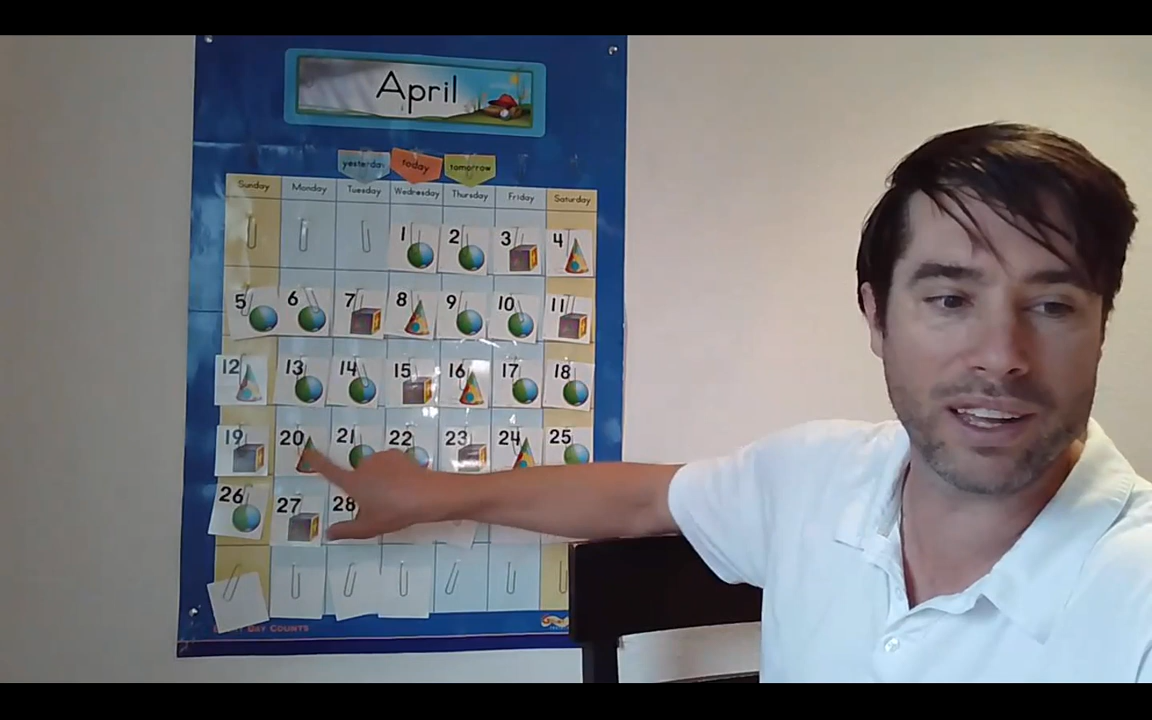 April
yesterday today tomorrow
Sunday Monday Tuesday Wednesday Thursday Friday Saturday
1 2 3 4
5 6 7 8 9 10 11
12 13 14 15 16 17 18
19 20 21 22 23 24 25
26 27 28
DAY COUNTS